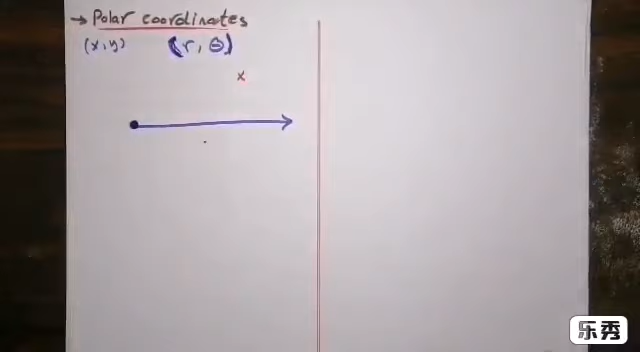 → Polar coordinates
(x,y) (r, θ)
x
乐秀